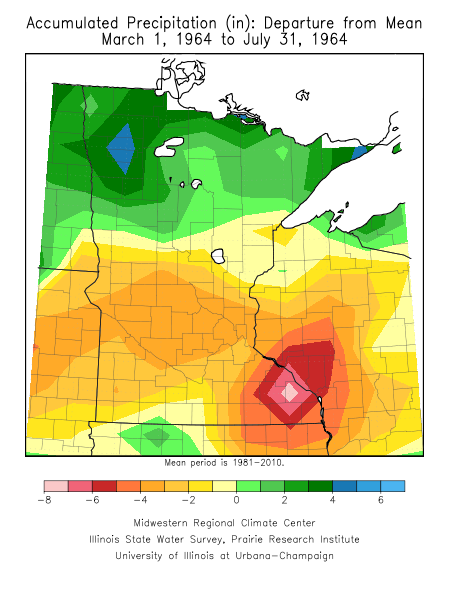 Accumulated Precipitation (in): Departure from Mean
March 1, 1964 to July 31, 1964
Mean period is 1981-2010.
-8 -6 -4 -2 0 2 4 6
Midwestern Regional Climate Center
Illinois State Water Survey, Prairie Research Institute
University of Illinois at Urbana-Champaign